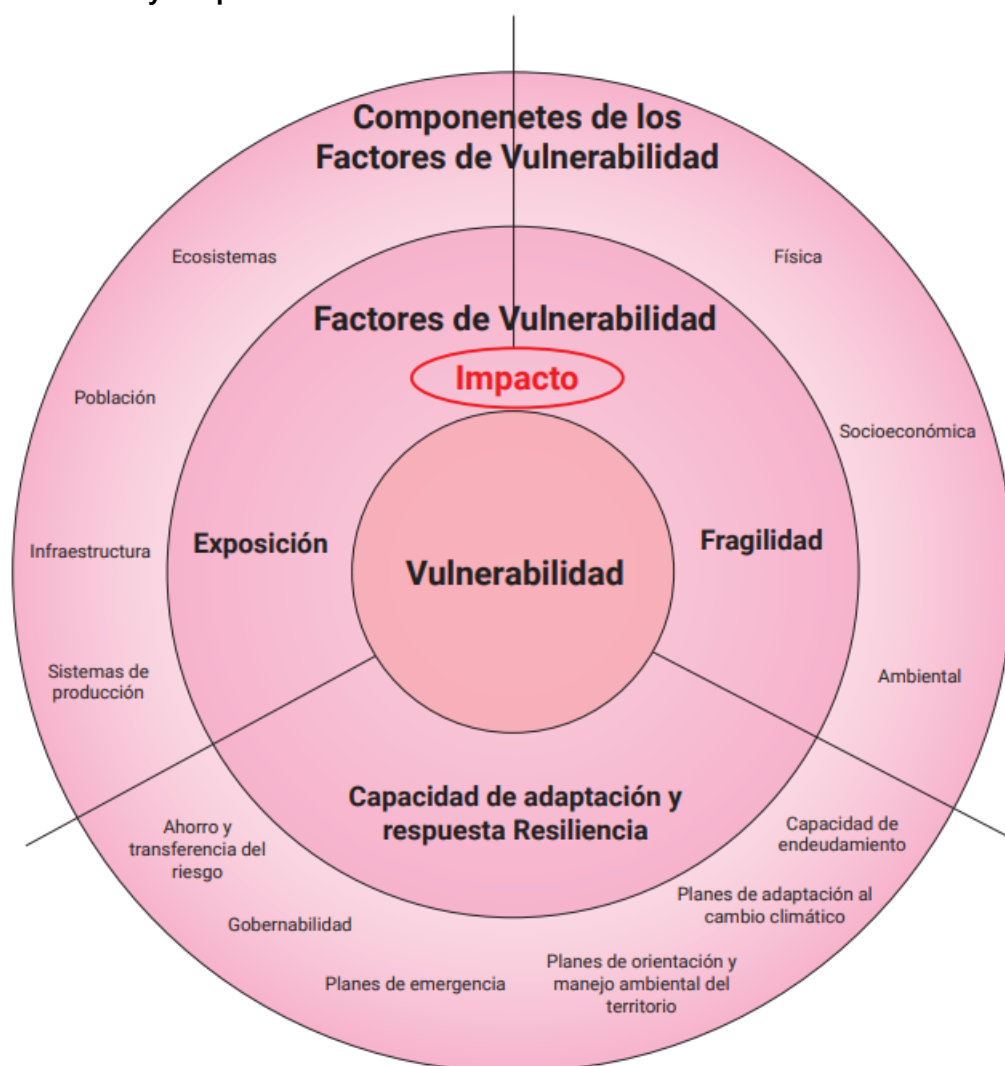 Componenetes de los
Factores de Vulnerabilidad
Ecosistemas
Física
Factores de Vulnerabilidad
Impacto
Población
Socioeconómica
Infraestructura
Exposición
Fragilidad
Vulnerabilidad
Sistemas de
producción
Ambiental
Capacidad de adaptación y
respuesta Resiliencia
Ahorro y
transferencia del
riesgo
Capacidad de
endeudamiento
Planes de adaptación al
cambio climático
Gobernabilidad
Planes de emergencia
Planes de orientación y
manejo ambiental del
territorio